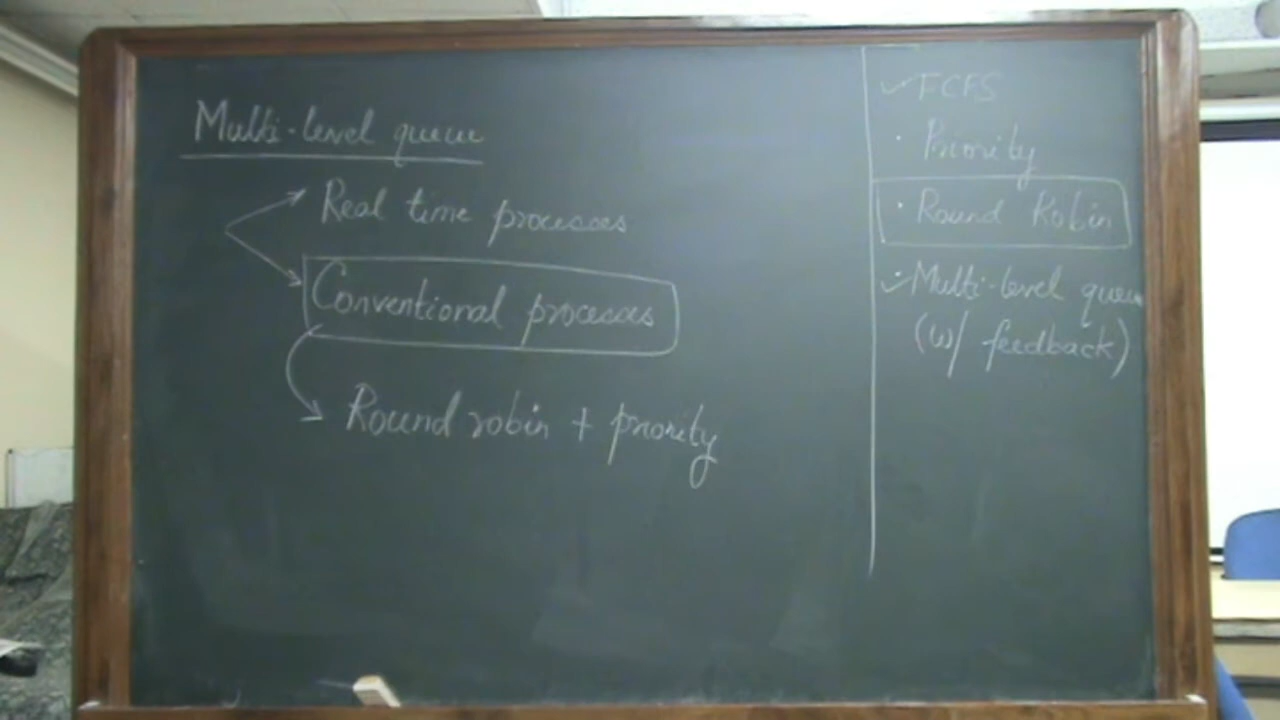 Multi-level queue
Real time processes
Conventional processes
Round robin + priority
FCFS
Priority
Round Robin
Multi-level queue
(w/ feedback)